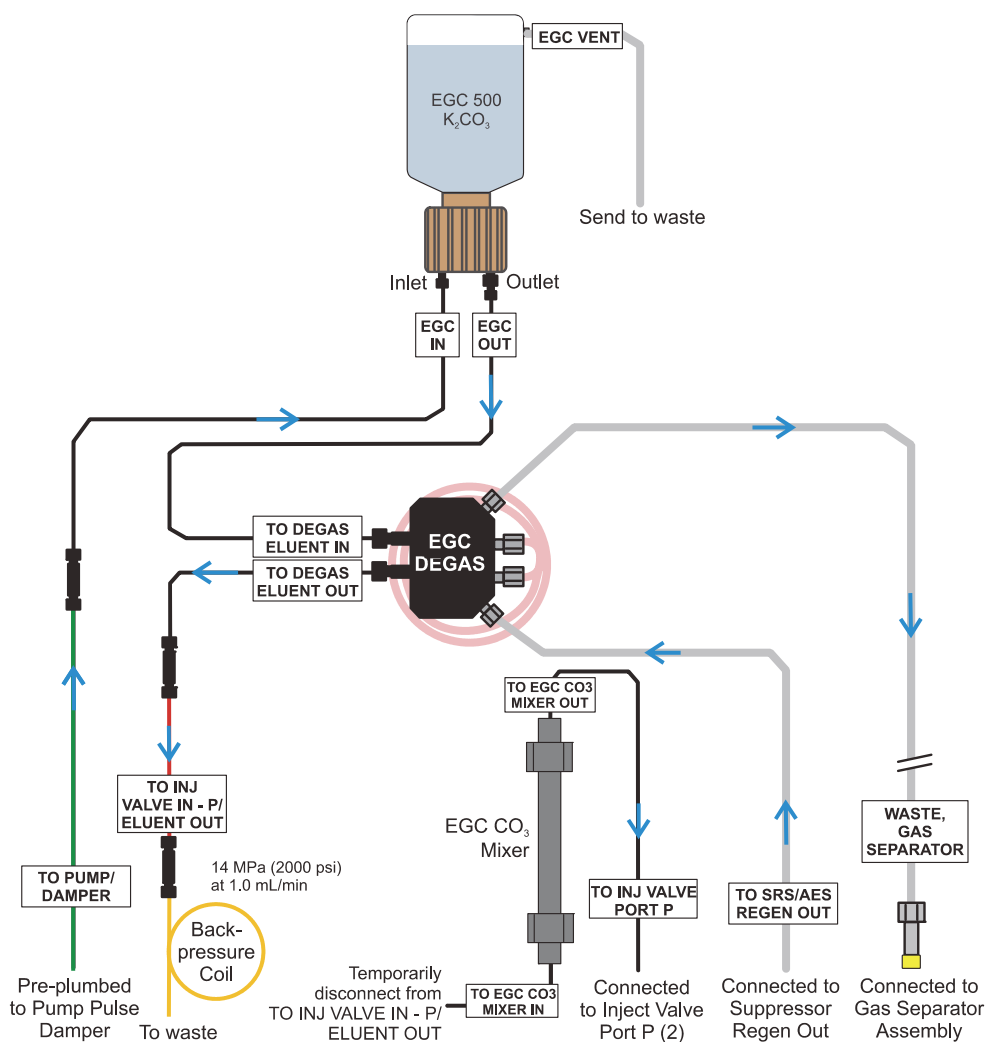 EGC VENT
EGC 500
K₂CO₃
Send to waste
Inlet
Outlet
EGC
IN
EGC
OUT
TO DEGAS
ELUENT IN
EGC
DEGAS
TO DEGAS
ELUENT OUT
TO EGC CO3
MIXER OUT
TO INJ
VALVE IN - P/
ELUENT OUT
EGC CO₃
Mixer
WASTE,
GAS
SEPARATOR
14 MPa (2000 psi)
at 1.0 mL/min
TO PUMP/
DAMPER
TO INJ VALVE
PORT P
TO SRS/AES
REGEN OUT
Back-
pressure
Coil
Pre-plumbed
to Pump Pulse
Damper
To waste
Temporarily
disconnect from
TO INJ VALVE IN - P/
ELUENT OUT
TO EGC CO3
MIXER IN
Connected
to Inject Valve
Port P (2)
Connected to
Suppressor
Regen Out
Connected to
Gas Separator
Assembly